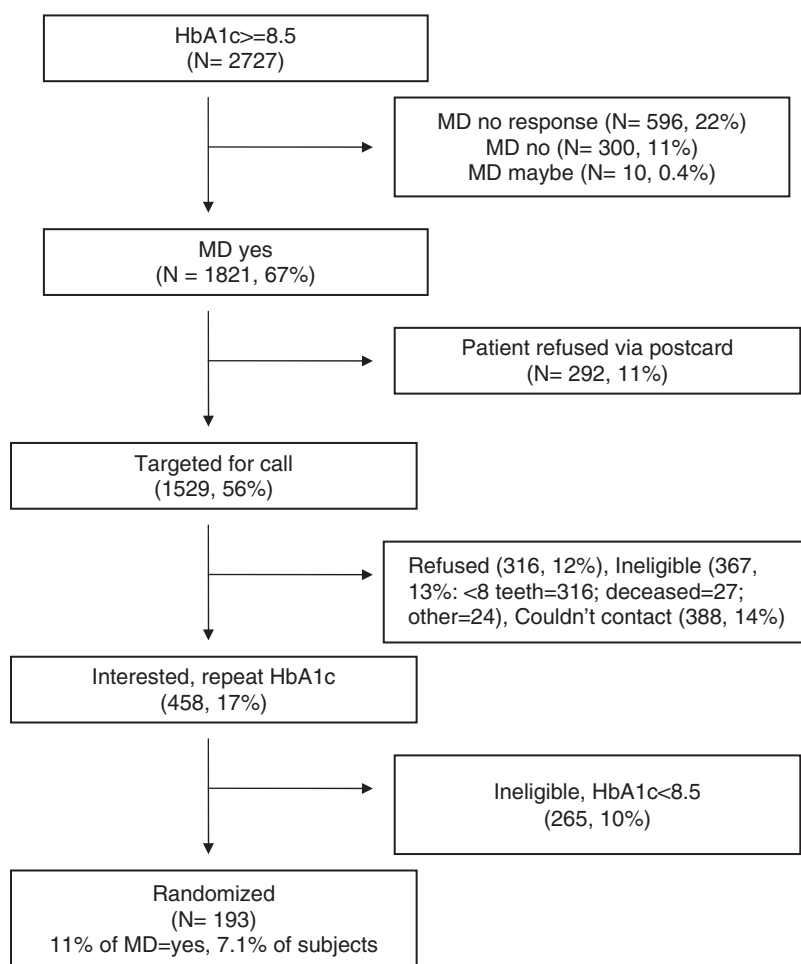 HbA1c>=8.5
(N= 2727)
MD no response (N= 596, 22%)
MD no (N= 300, 11%)
MD maybe (N= 10, 0.4%)
MD yes
(N = 1821, 67%)
Patient refused via postcard
(N= 292, 11%)
Targeted for call
(1529, 56%)
Refused (316, 12%), Ineligible (367,
13%: <8 teeth=316; deceased=27;
other=24), Couldn’t contact (388, 14%)
Interested, repeat HbA1c
(458, 17%)
Ineligible, HbA1c<8.5
(265, 10%)
Randomized
(N= 193)
11% of MD=yes, 7.1% of subjects